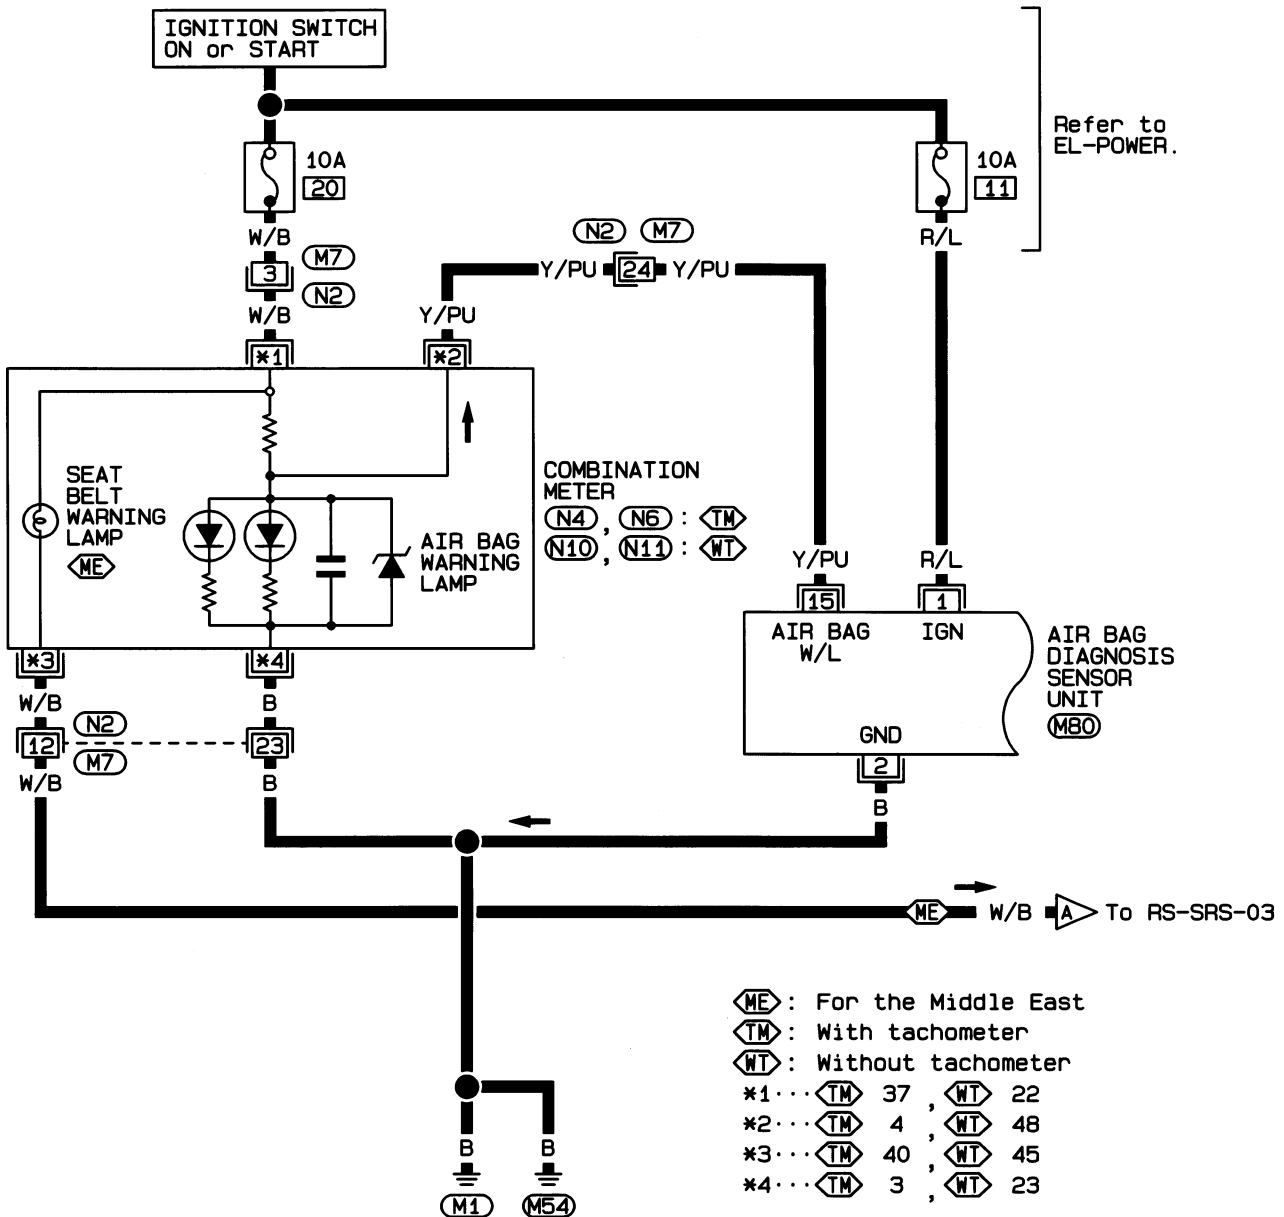 IGNITION SWITCH
ON or START
Refer to
EL-POWER.
10A
20
10A
11
W/B
R/L
N2 M7
M7
3
N2
Y/PU 24 Y/PU
W/B
Y/PU
*1
*2
SEAT
BELT
WARNING
LAMP
ME
AIR BAG
WARNING
LAMP
COMBINATION
METER
N4 , N6 : TM
N10 , N11 : WT
Y/PU
R/L
15
1
AIR BAG
W/L
IGN
GND
2
AIR BAG
DIAGNOSIS
SENSOR
UNIT
M80
*3
*4
W/B
B
N2
12
23
M7
W/B
B
B
ME W/B A To RS-SRS-03
ME : For the Middle East
TM : With tachometer
WT : Without tachometer
*1··· TM 37 , WT 22
*2··· TM 4 , WT 48
*3··· TM 40 , WT 45
*4··· TM 3 , WT 23
B
B
M1
M54